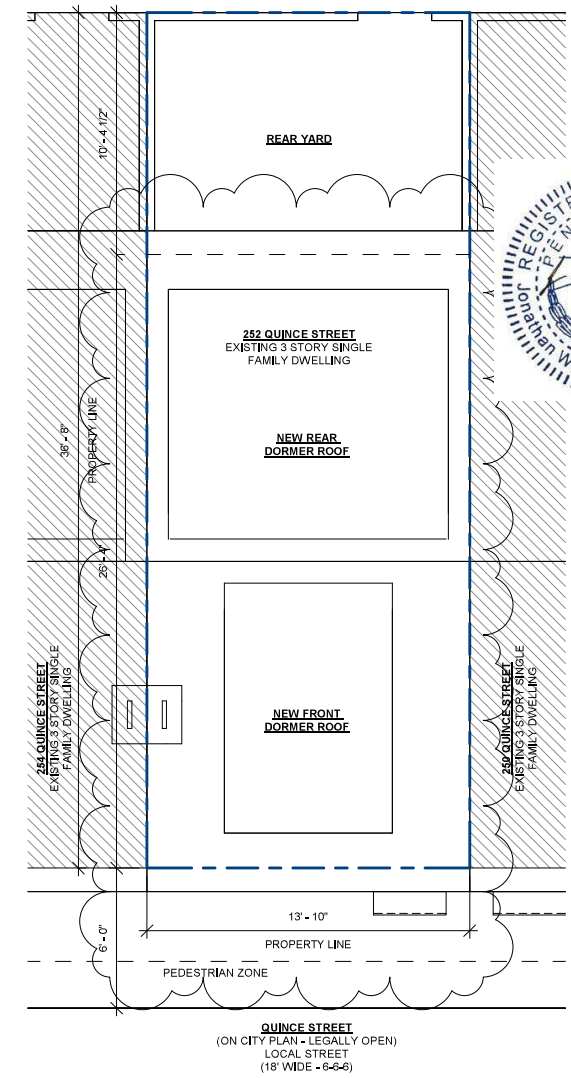 10' - 4 1/2"
REAR YARD
REGISTE
PEN
Jonathan W
252 QUINCE STREET
EXISTING 3 STORY SINGLE
FAMILY DWELLING
NEW REAR
DORMER ROOF
36' - 8"
PROPERTY LINE
26' - 4"
254 QUINCE STREET
EXISTING 3 STORY SINGLE
FAMILY DWELLING
NEW FRONT
DORMER ROOF
250 QUINCE STREET
EXISTING 3 STORY SINGLE
FAMILY DWELLING
6' - 0"
13' - 10"
PROPERTY LINE
PEDESTRIAN ZONE
QUINCE STREET
(ON CITY PLAN - LEGALLY OPEN)
LOCAL STREET
(18' WIDE - 6-6-6)